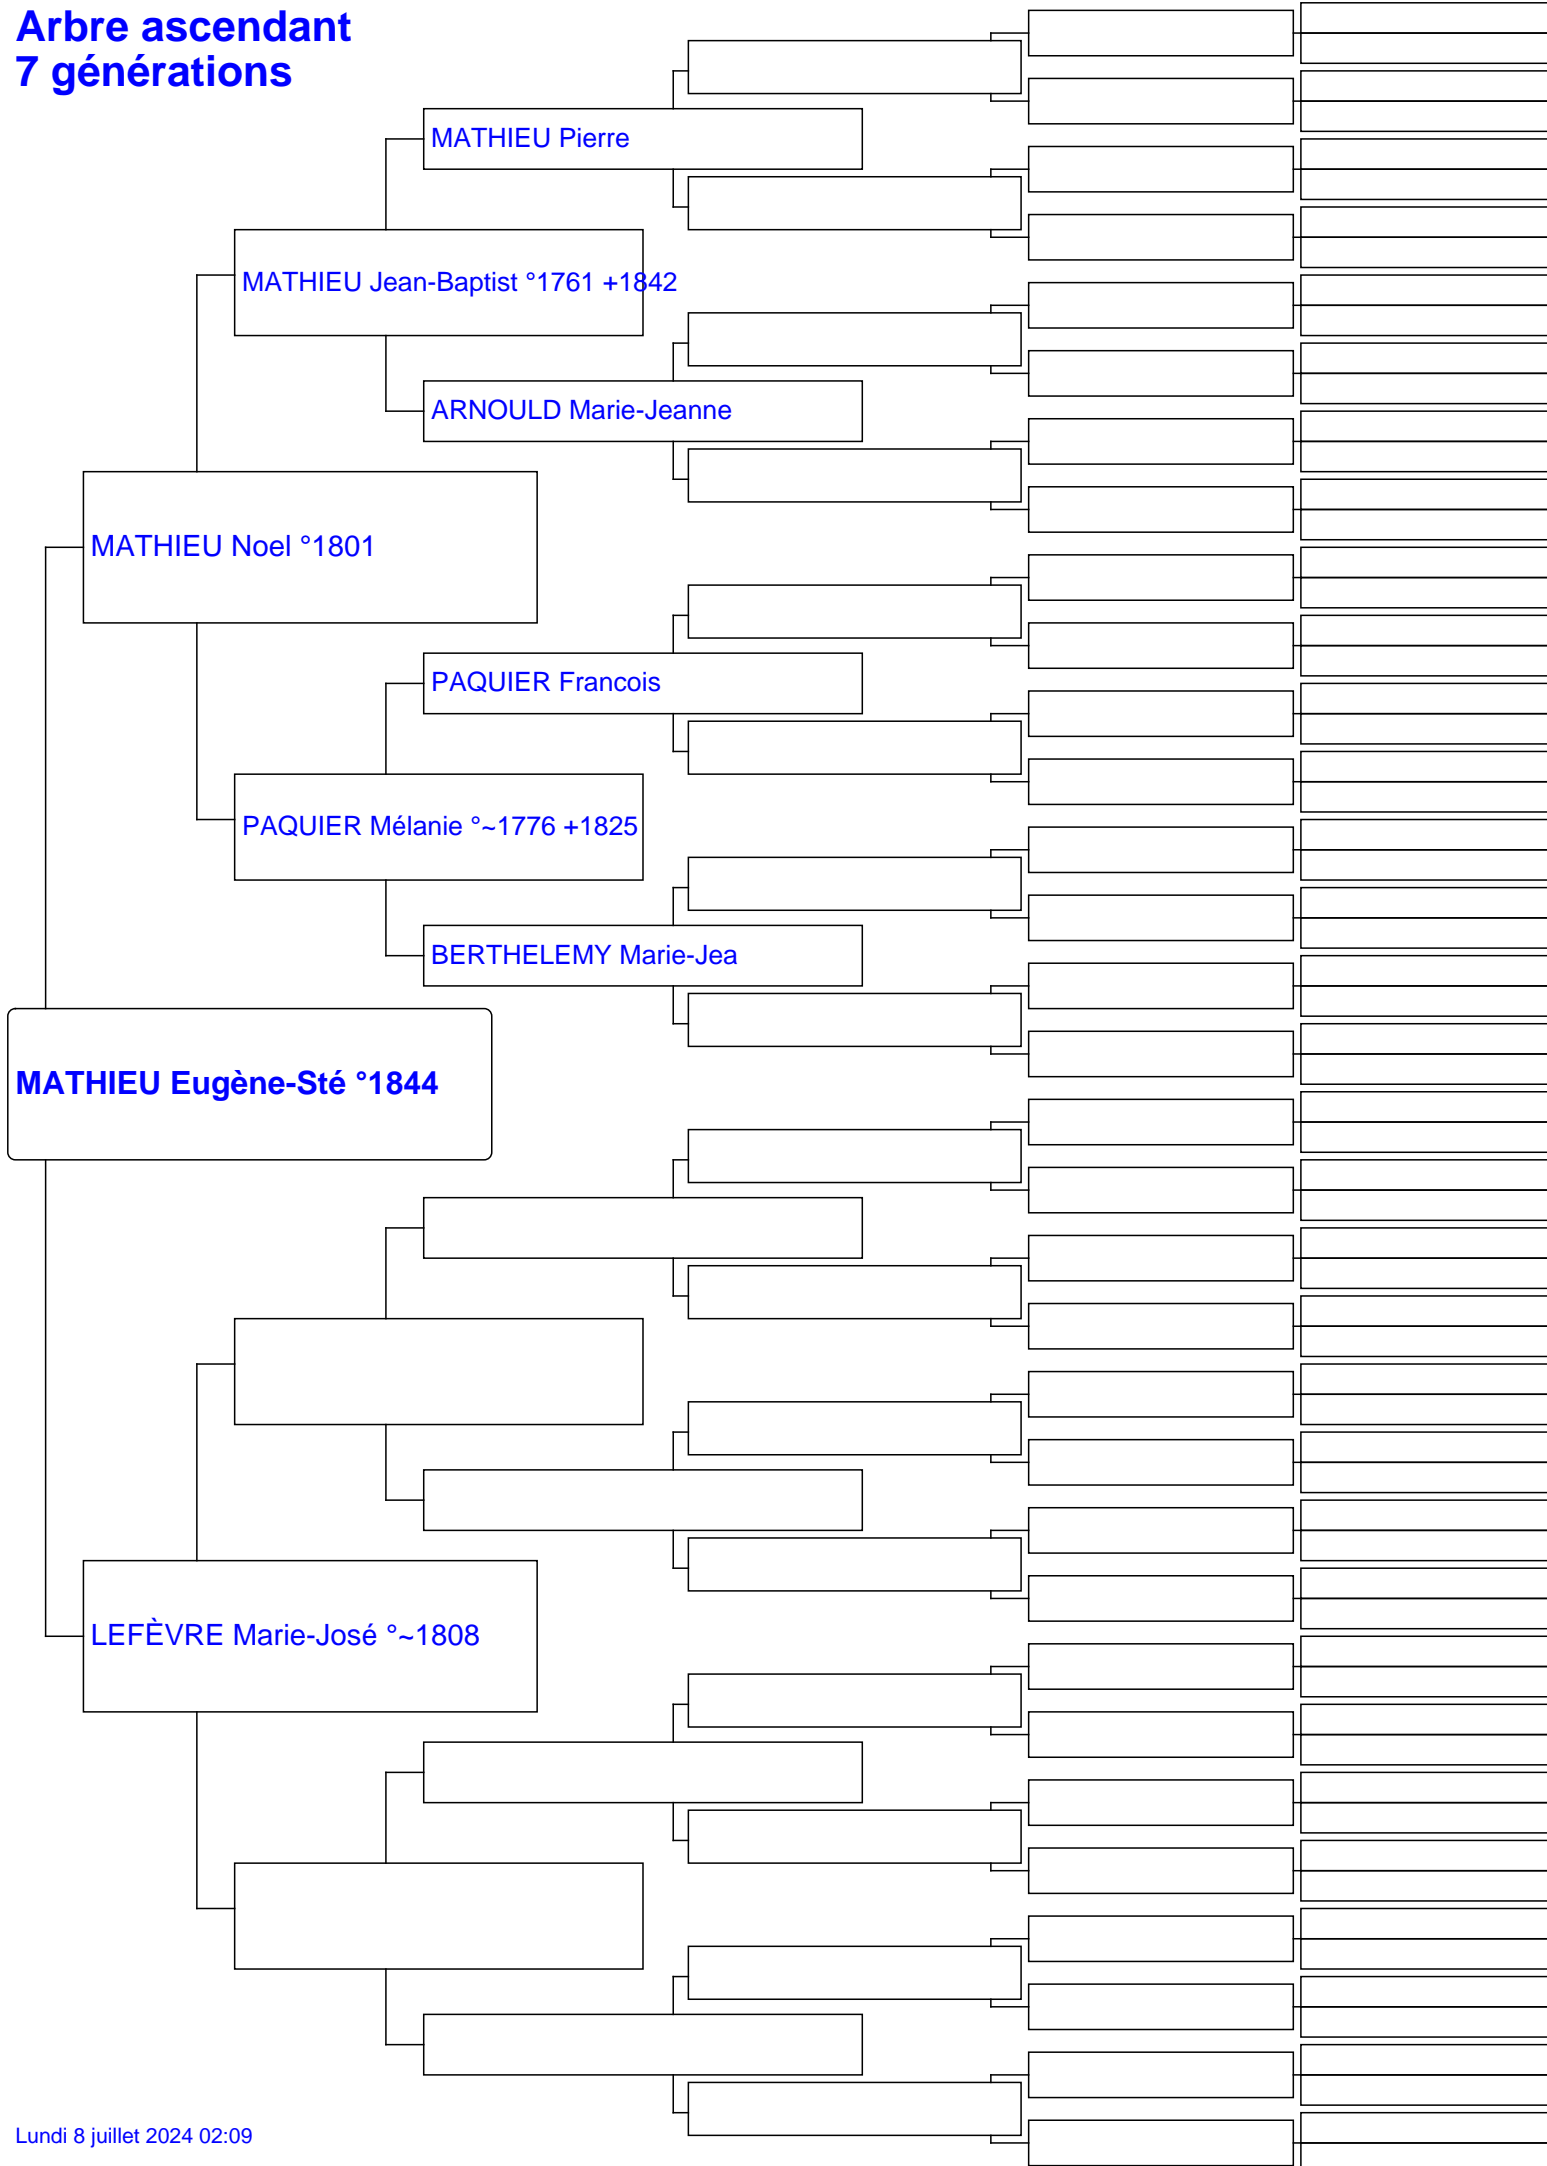 Arbre ascendant
7 générations
MATHIEU Pierre
MATHIEU Jean-Baptist °1761 +1842
ARNOULD Marie-Jeanne
MATHIEU Noel °1801
PAQUIER Francois
PAQUIER Mélanie °~1776 +1825
BERTHELEMY Marie-Jea
MATHIEU Eugène-Sté °1844
LEFÈVRE Marie-José °~1808
Lundi 8 juillet 2024 02:09